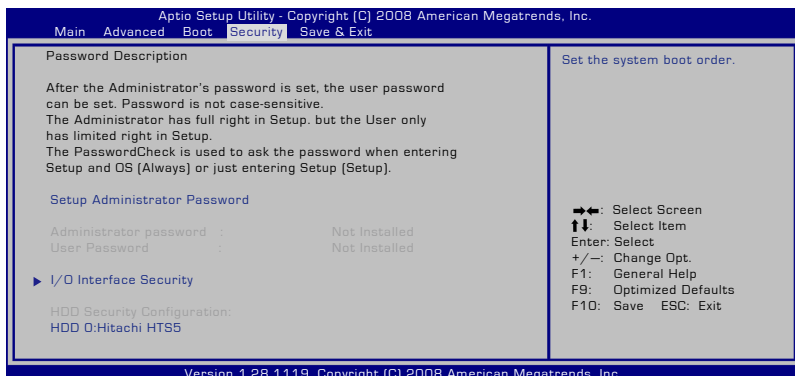 Aptio Setup Utility - Copyright (C) 2008 American Megatrends, Inc.
Main Advanced Boot Security Save & Exit
Password Description
After the Administrator's password is set, the user password
can be set. Password is not case-sensitive.
The Administrator has full right in Setup. but the User only
has limited right in Setup.
The PasswordCheck is used to ask the password when entering
Setup and OS (Always) or just entering Setup (Setup).
Setup Administrator Password
Administrator password : Not Installed
User Password : Not Installed
I/O Interface Security
HDD Security Configuration:
HDD 0:Hitachi HTS5
Set the system boot order.
→←: Select Screen
↑↓: Select Item
Enter: Select
+/—: Change Opt.
F1: General Help
F9: Optimized Defaults
F10: Save ESC: Exit
Version 1.28.1119. Copyright (C) 2008 American Megatrends, Inc.